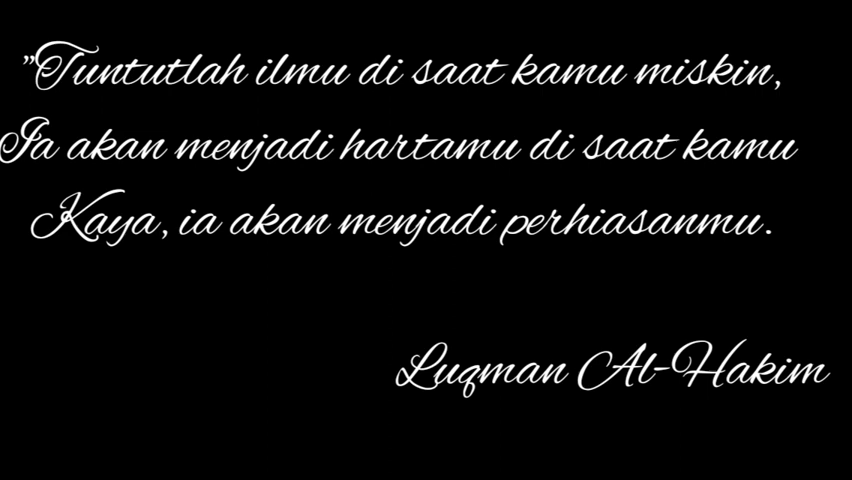 "Tuntutlah ilmu di saat kamu miskin,
Ia akan menjadi hartamu di saat kamu
Kaya, ia akan menjadi perhiasanmu.
Luqman Al-Hakim